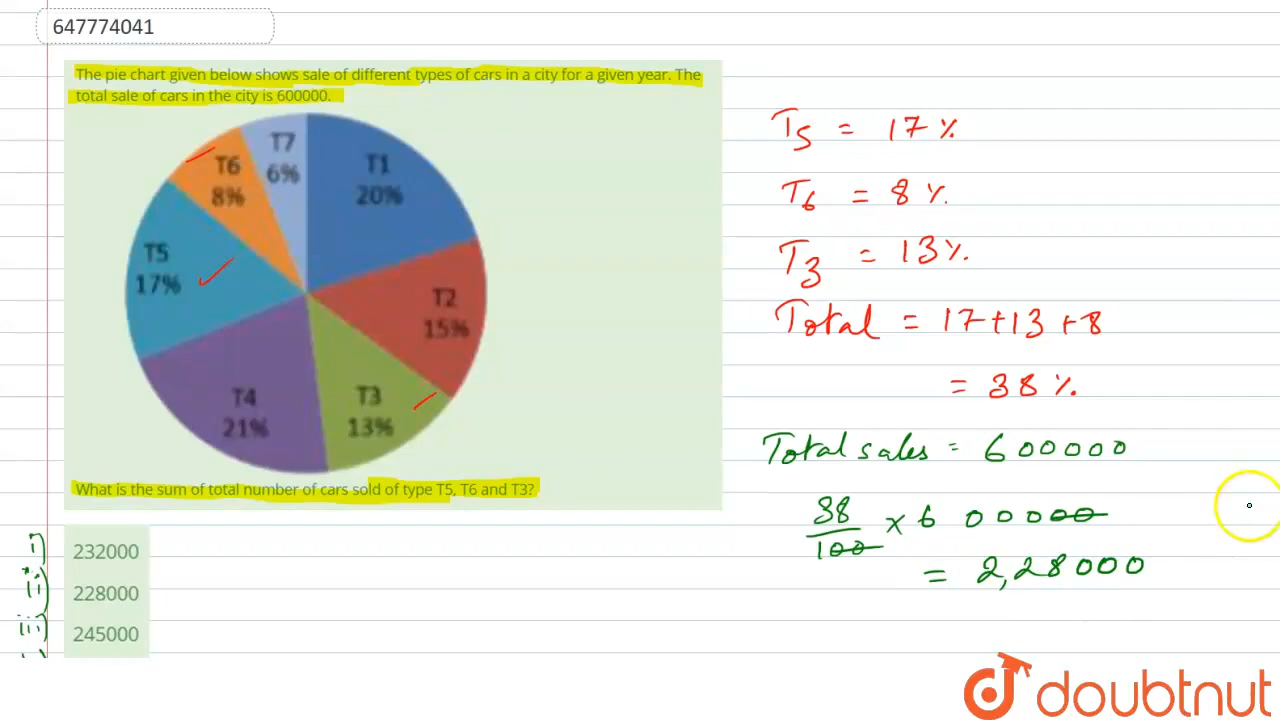 647774041
The pie chart given below shows sale of different types of cars in a city for a given year. The
total sale of cars in the city is 600000.
T7
6%
T1
20%
T6
8%
T5
17%
T2
15%
T4
21%
T3
13%
What is the sum of total number of cars sold of type T5, T6 and T3?
i)
232000
ii)
228000
iii)
245000
T5 = 17%
T6 = 8%
T3 = 13%
Total = 17+13+8
= 38%
Total sales = 600000
38/100 × 600000
= 2,28000
doubtnut